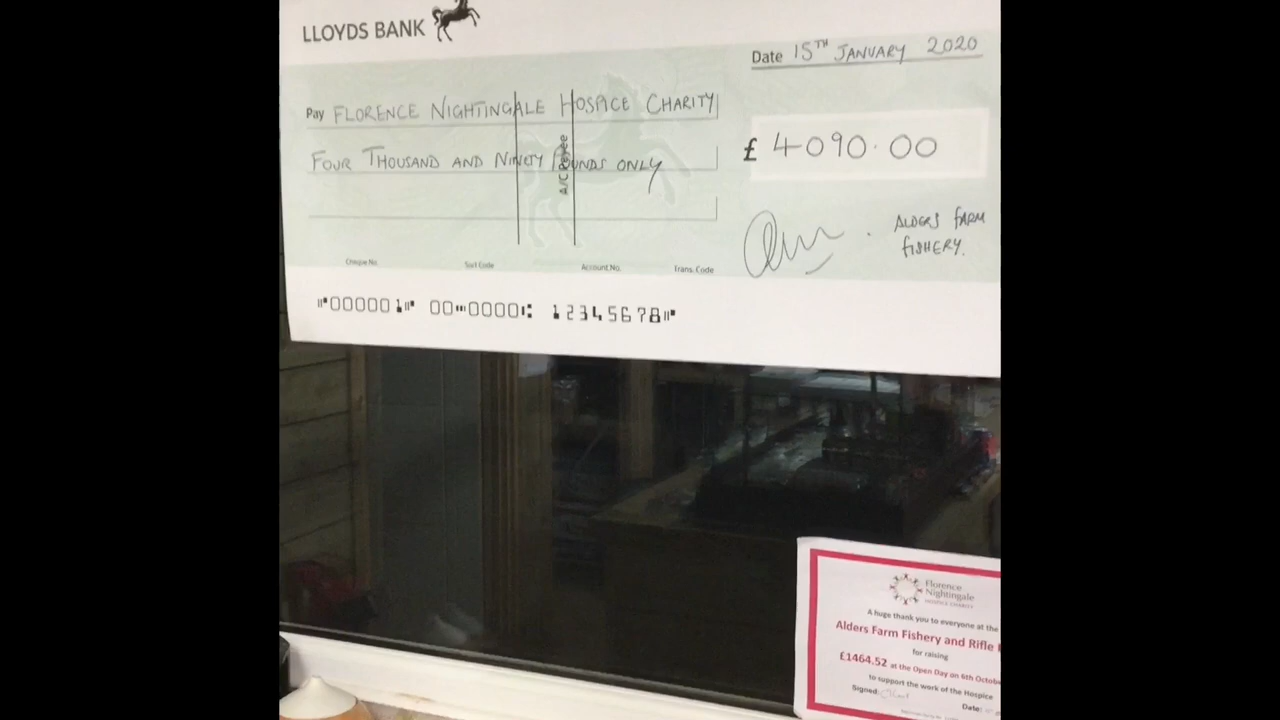 LLOYDS BANK
Date 15TH JANUARY 2020
Pay FLORENCE NIGHTINGALE HOSPICE CHARITY
FOUR THOUSAND AND NINETY POUNDS ONLY
A/C Payee
£ 4090.00
ALDERS FARM
FISHERY.
Cheque No. Sort Code Account No. Trans. Code
⑈000001⑈ 00⑉0000⑆ 12345678⑈
Florence
Nightingale
HOSPICE CHARITY
A huge thank you to everyone at the
Alders Farm Fishery and Rifle
for raising
£1464.52 at the Open Day on 6th Octobe
to support the work of the Hospice
Signed:
Date: